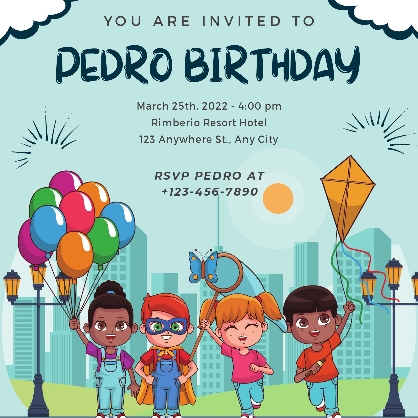 YOU ARE INVITED TO
PEDRO BIRTHDAY
March 25th, 2022 - 4:00 pm
Rimberio Resort Hotel
123 Anywhere St., Any City
RSVP PEDRO AT
+123-456-7890